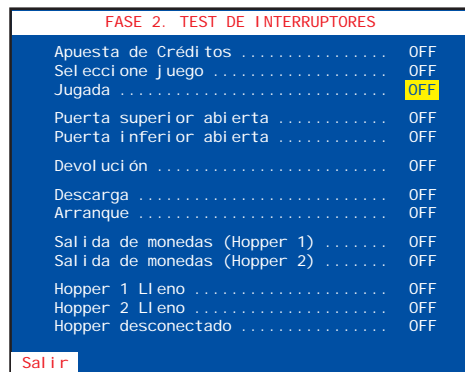 FASE 2. TEST DE INTERRUPTORES
Apuesta de Créditos ................ OFF
Seleccione juego ................... OFF
Jugada ............................. OFF
Puerta superior abierta ............ OFF
Puerta inferior abierta ............ OFF
Devolución ......................... OFF
Descarga ........................... OFF
Arranque ........................... OFF
Salida de monedas (Hopper 1) ....... OFF
Salida de monedas (Hopper 2) ....... OFF
Hopper 1 Lleno ..................... OFF
Hopper 2 Lleno ..................... OFF
Hopper desconectado ................ OFF
Salir